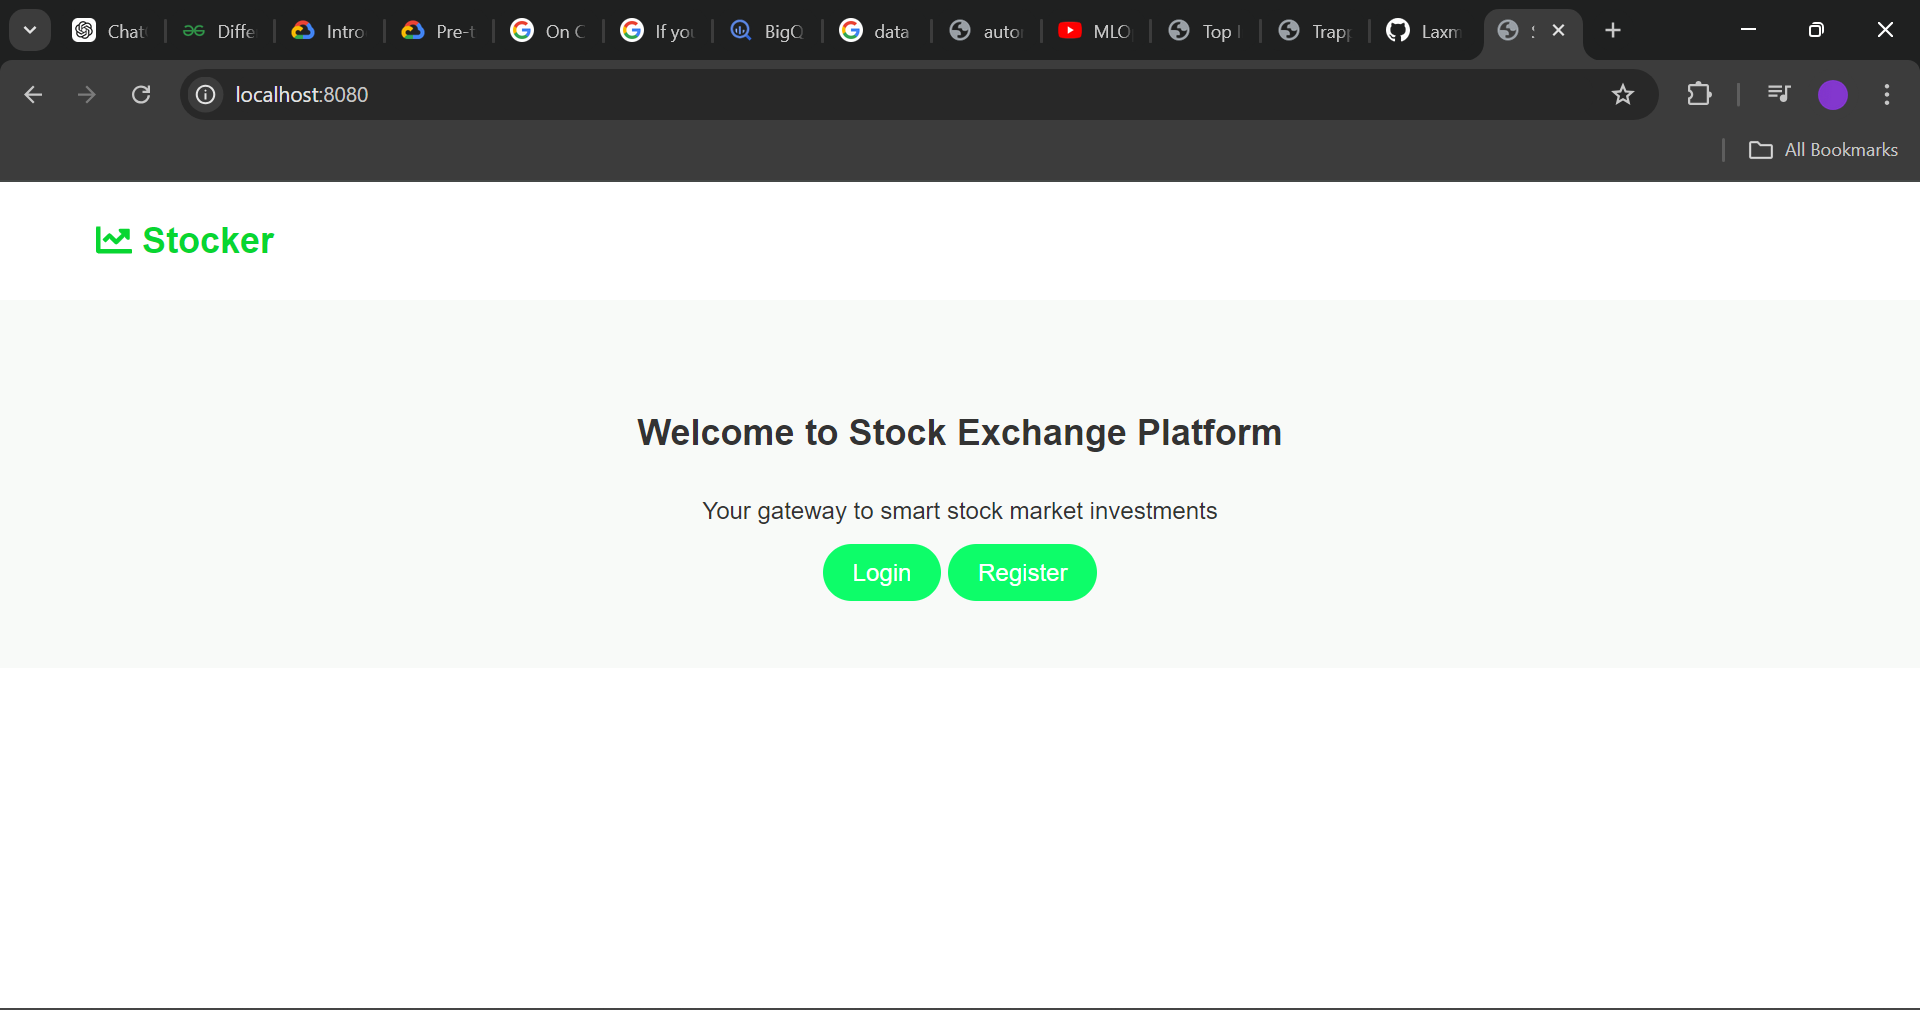 Chat Diffe Intro Pre-t On C If you BigQ data autor MLO Top Trap Laxm
localhost:8080
All Bookmarks
Stocker
Welcome to Stock Exchange Platform
Your gateway to smart stock market investments
Login Register